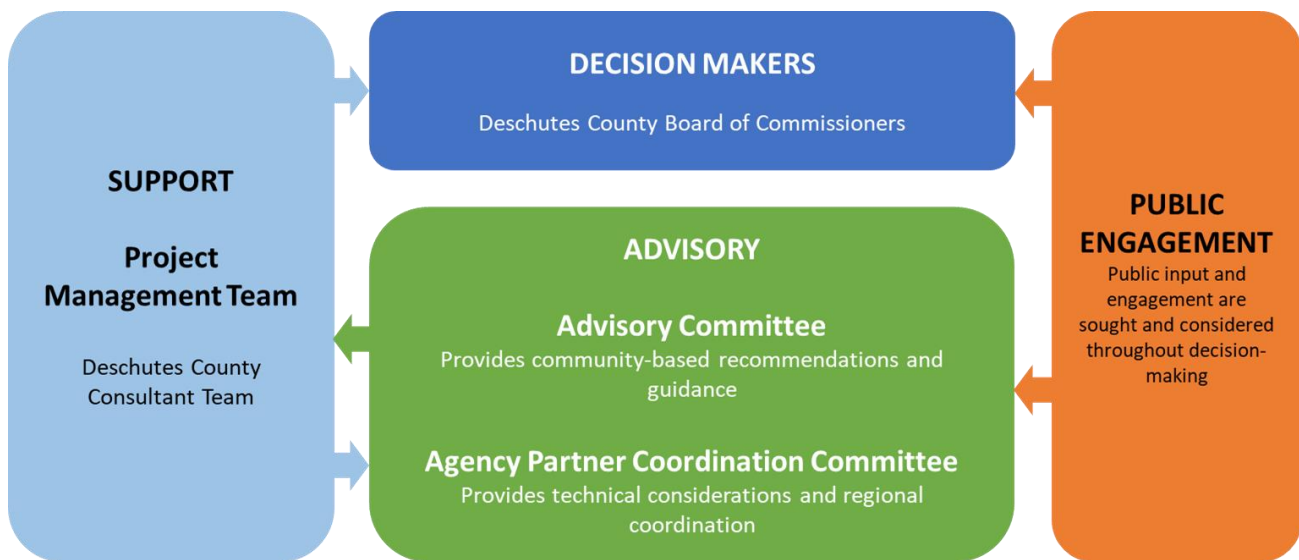 SUPPORT
Project
Management Team
Deschutes County
Consultant Team
DECISION MAKERS
Deschutes County Board of Commissioners
ADVISORY
Advisory Committee
Provides community-based recommendations and
guidance
Agency Partner Coordination Committee
Provides technical considerations and regional
coordination
PUBLIC
ENGAGEMENT
Public input and
engagement are
sought and considered
throughout decision-
making